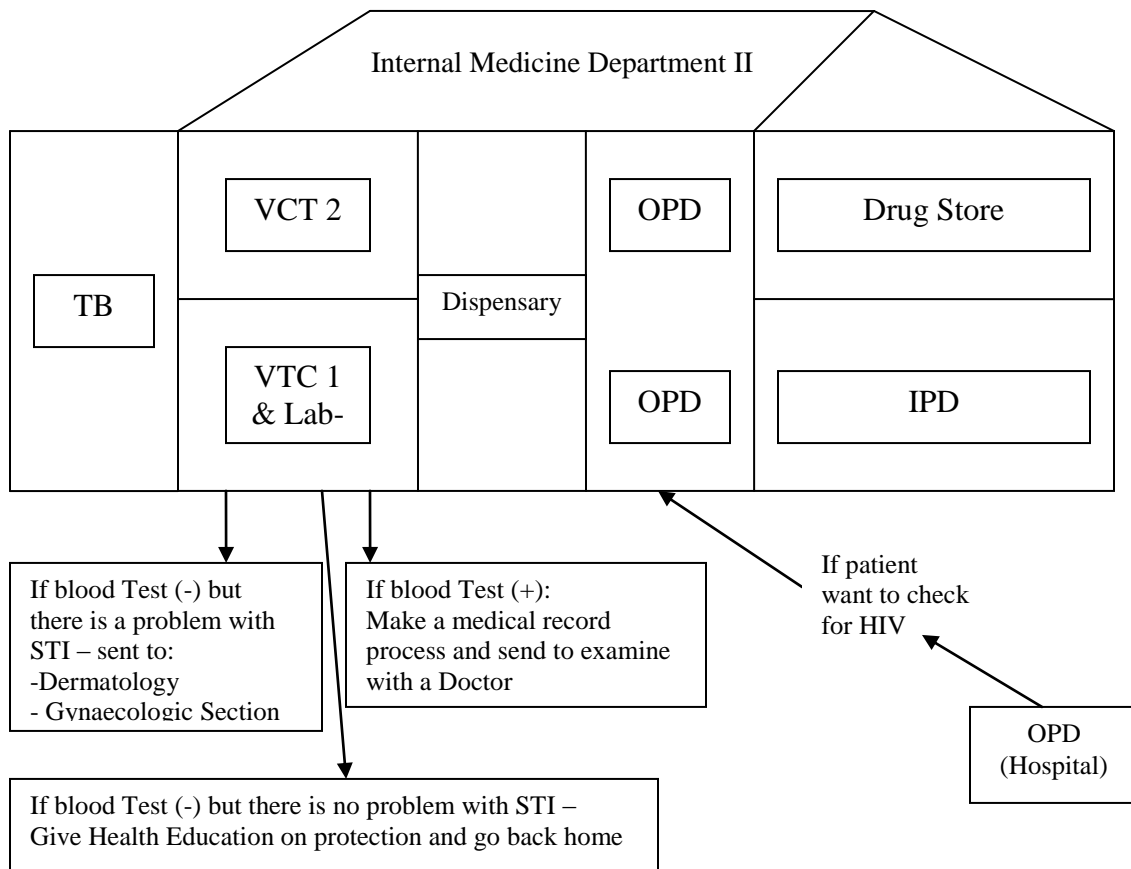 Internal Medicine Department II
VCT 2
OPD
Drug Store
TB
Dispensary
VTC 1
& Lab-
OPD
IPD
If blood Test (-) but
there is a problem with
STI – sent to:
-Dermatology
- Gynaecologic Section
If blood Test (+):
Make a medical record
process and send to examine
with a Doctor
If patient
want to check
for HIV
OPD
(Hospital)
If blood Test (-) but there is no problem with STI –
Give Health Education on protection and go back home